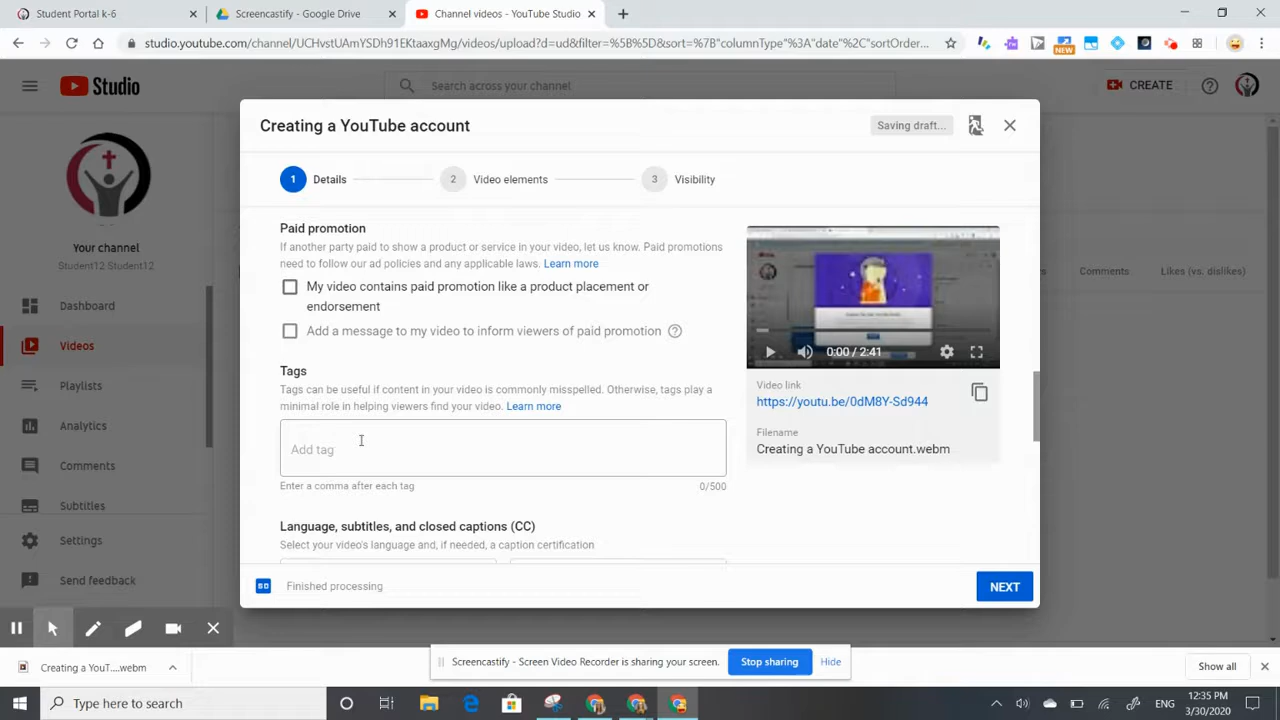 Student Portal k-6
Screencastify - Google Drive
Channel videos - YouTube Studio
studio.youtube.com/channel/UCHvstUAmYSDh91EKtaaxgMg/videos/upload?d=ud&filter=%5B%5D&sort=%7B"columnType"%3A"date"%2C"sortOrder...
NEW
Studio
Search across your channel
CREATE
Creating a YouTube account
Saving draft...
1 Details
2 Video elements
3 Visibility
Your channel
Student12 Student12
Dashboard
Videos
Playlists
Analytics
Comments
Subtitles
Settings
Send feedback
Paid promotion
If another party paid to show a product or service in your video, let us know. Paid promotions
need to follow our ad policies and any applicable laws. Learn more
My video contains paid promotion like a product placement or
endorsement
Add a message to my video to inform viewers of paid promotion
Tags
Tags can be useful if content in your video is commonly misspelled. Otherwise, tags play a
minimal role in helping viewers find your video. Learn more
Add tag
Enter a comma after each tag
0/500
Language, subtitles, and closed captions (CC)
Select your video's language and, if needed, a caption certification
0:00 / 2:41
Video link
https://youtu.be/0dM8Y-Sd944
Filename
Creating a YouTube account.webm
Comments
Likes (vs. dislikes)
SD
Finished processing
NEXT
Creating a YouT....webm
Screencastify - Screen Video Recorder is sharing your screen.
Stop sharing
Hide
Show all
Type here to search
ENG
12:35 PM
3/30/2020